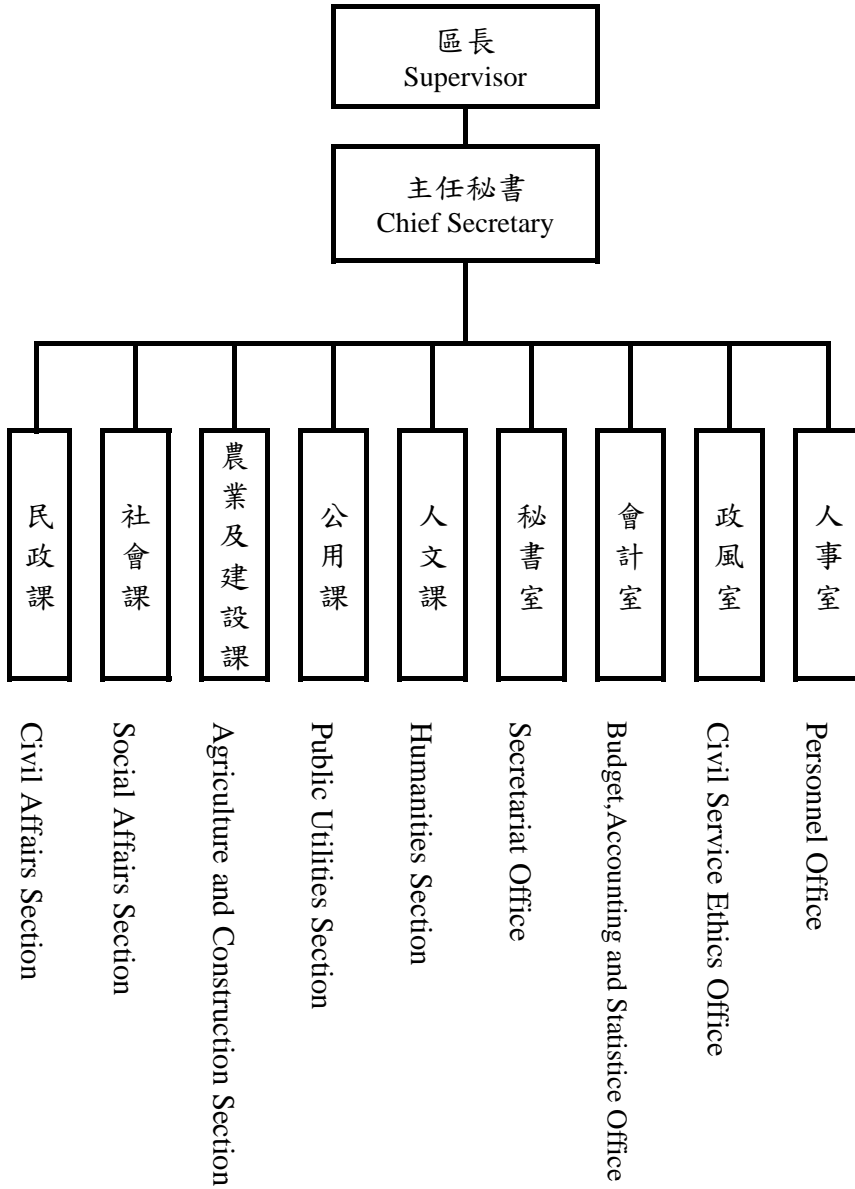 區長
Supervisor
主任秘書
Chief Secretary
民政課
社會課
農業及建設課
公用課
人文課
秘書室
會計室
政風室
人事室
Civil Affairs Section
Social Affairs Section
Agriculture and Construction Section
Public Utilities Section
Humanities Section
Secretariat Office
Budget,Accounting and Statistice Office
Civil Service Ethics Office
Personnel Office